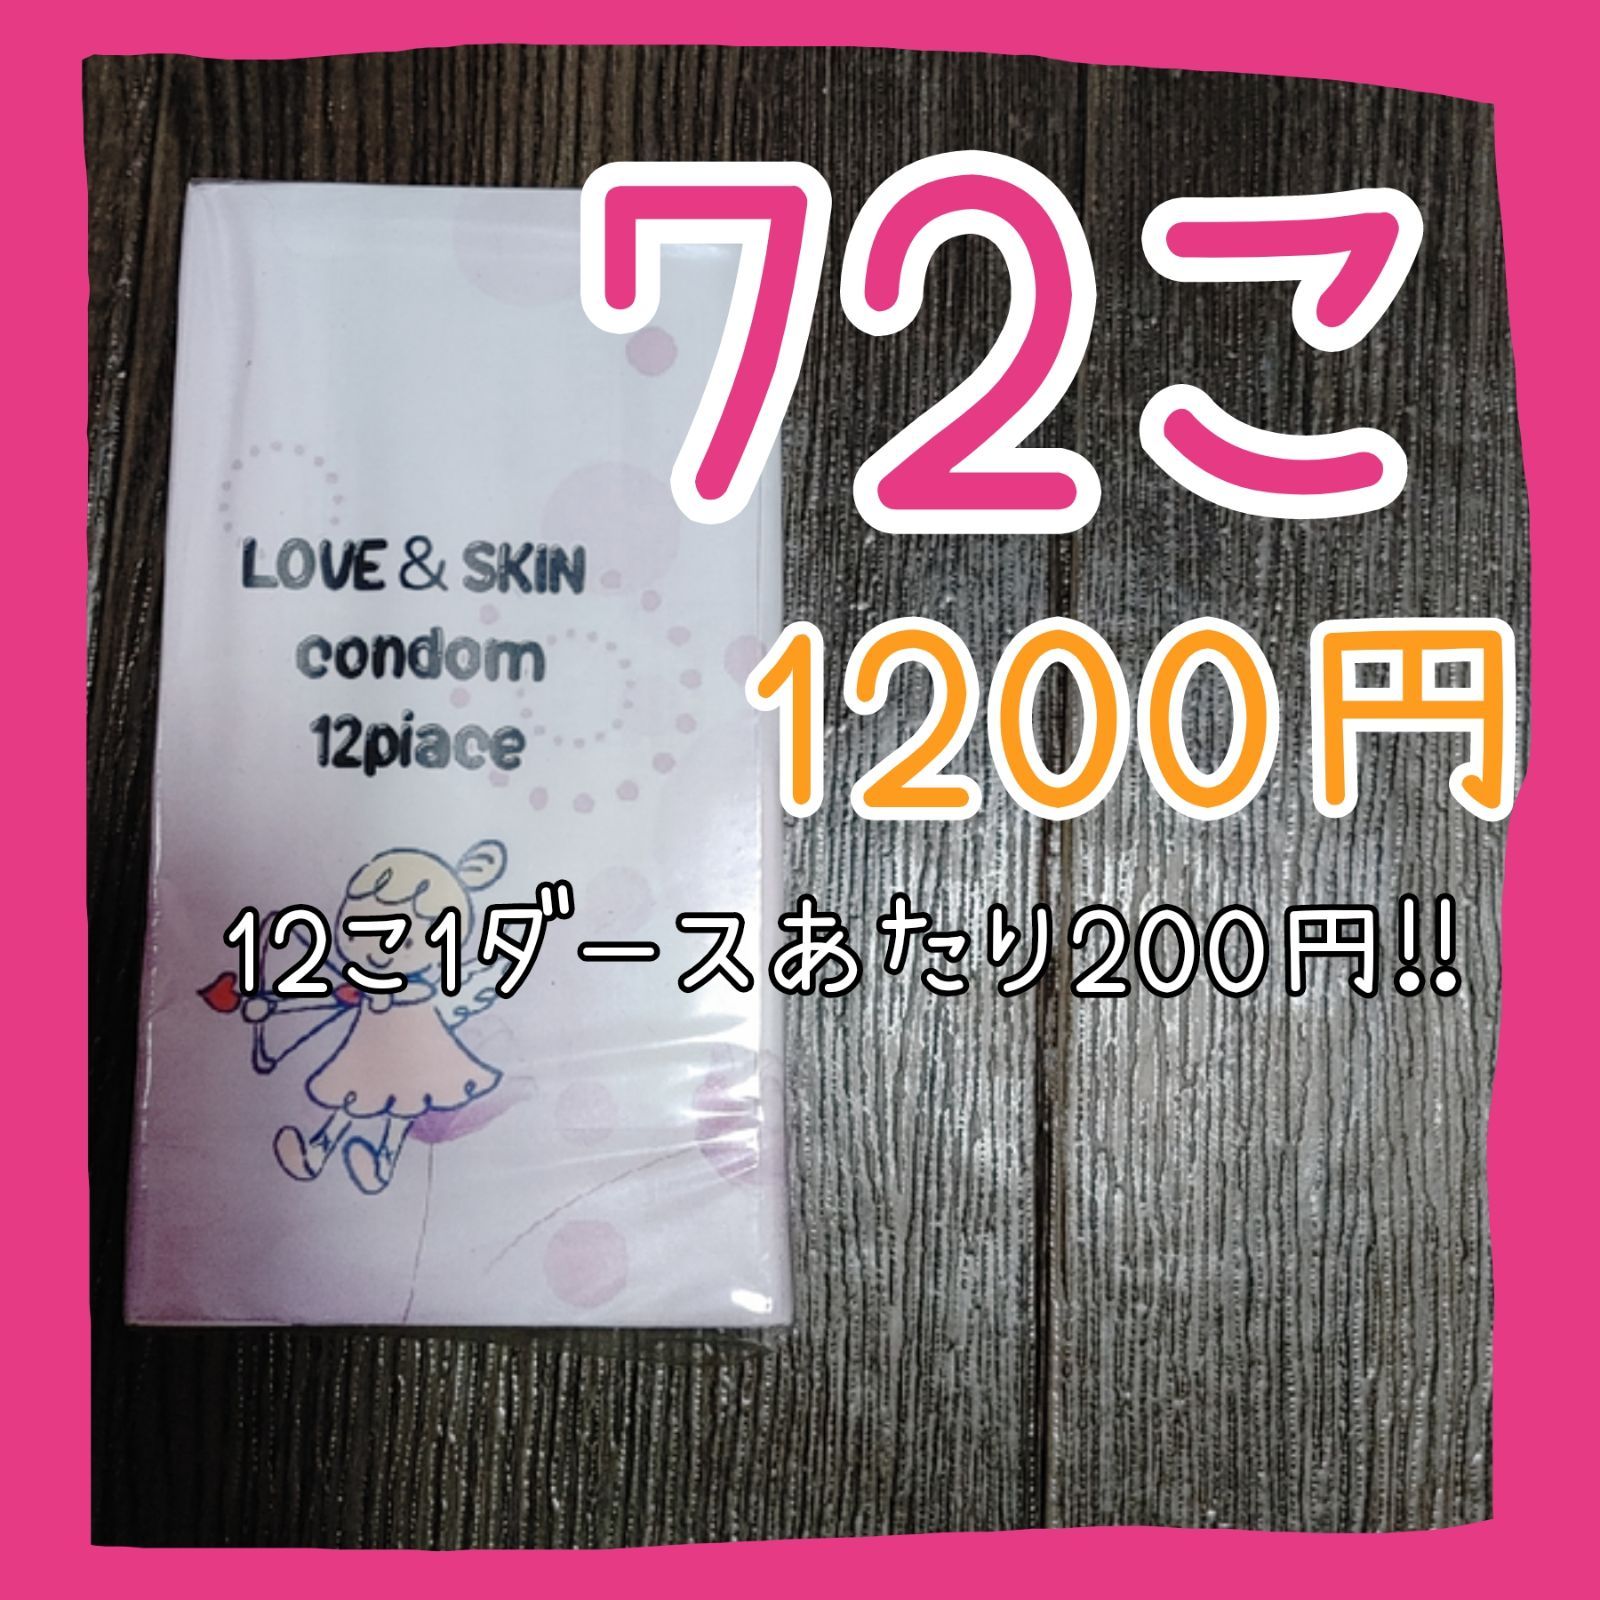 72こ
LOVE & SKIN
condom
12piace
1200円
12こ1ダースあたり200円!!